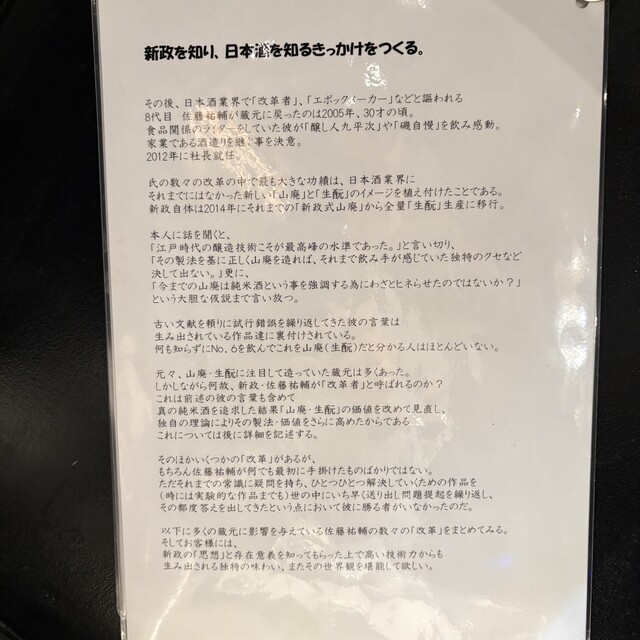 新政を知り、日本酒を知るきっかけをつくる。
その後、日本酒業界で「改革者」、「エポックメーカー」などと謳われる
8代目 佐藤祐輔が蔵元に戻ったのは2005年、30才の頃。
食品関係のライターをしていた彼が「醸し人九平次」や「磯自慢」を飲み感動。
家業である酒造りを継ぐ事を決意。
2012年に社長就任。
氏の数々の改革の中で最も大きな功績は、日本酒業界に
それまでにはなかった新しい「山廃」と「生酛」のイメージを植え付けたことである。
新政自体は2014年にそれまでの「新政式山廃」から全量「生酛」生産に移行。
本人に話を聞くと、
「江戸時代の醸造技術こそが最高峰の水準であった。」と言い切り、
「その製法を基に正しく山廃を造れば、それまで飲み手が感じていた独特のクセなど
決して出ない。」更に、
「今までの山廃は純米酒という事を強調する為にわざとヒネらせたのではないか？」
という大胆な仮説まで言い放つ。
古い文献を頼りに試行錯誤を繰り返してきた彼の言葉は
生み出されている作品達に裏付けされている。
何も知らずにNo.6を飲んでこれを山廃(生酛)だと分かる人はほとんどいない。
元々、山廃・生酛に注目して造っていた蔵元は多くあった。
しかしながら何故、新政・佐藤祐輔が「改革者」と呼ばれるのか？
これは前述の彼の言葉も含めて
真の純米酒を追求した結果「山廃・生酛」の価値を改めて見直し、
独自の理論によりその製法・価値をさらに高めたからである
これについては後に詳細を記述する。
そのほかいくつかの「改革」があるが、
もちろん佐藤祐輔が何でも最初に手掛けたものばかりではない。
ただそれまでの常識に疑問を持ち、ひとつひとつ解決していくための作品を
(時には実験的な作品までも)世の中にいち早く送り出し問題提起を繰り返し、
その都度答えを出してきたという点において彼に勝る者がいなかったのだ。
以下に多くの蔵元に影響を与えている佐藤祐輔の数々の「改革」をまとめてみる。
そしてお客様には、
新政の「思想」と存在意義を知ってもらった上で高い技術力からも
生み出される独特の味わい、またその世界観を堪能して欲しい。